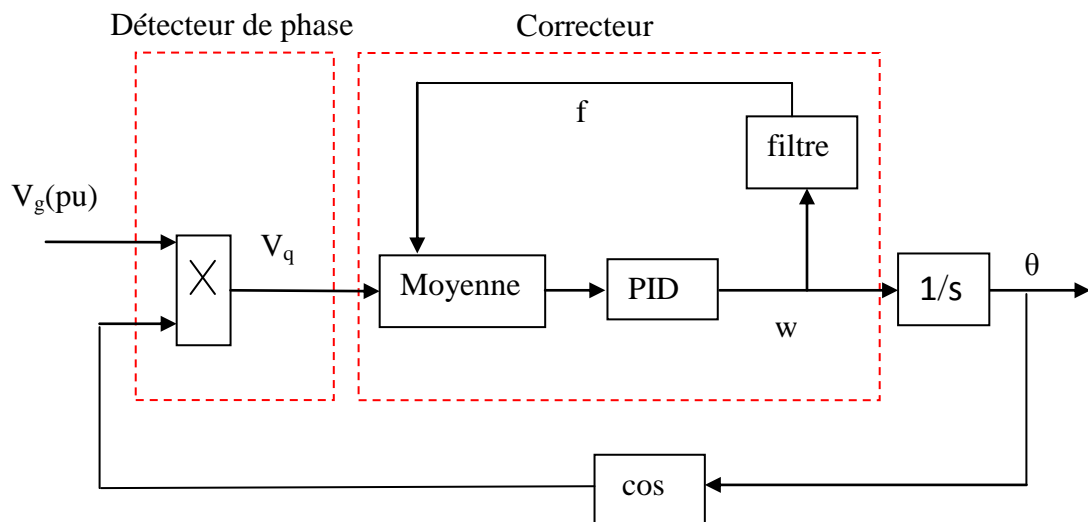 Détecteur de phase
Correcteur
f
filtre
V_g(pu)
V_q
X
Moyenne
PID
w
1/s
θ
cos